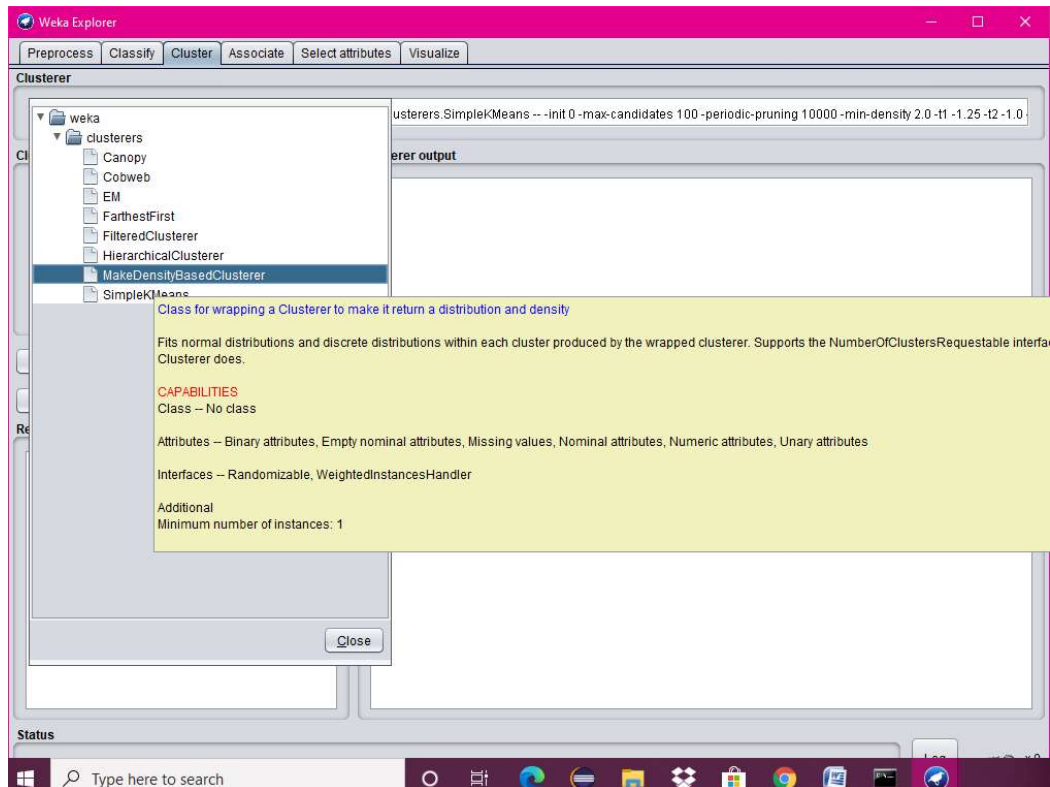 Weka Explorer
Preprocess Classify Cluster Associate Select attributes Visualize
Clusterer
weka
clusterers
Canopy
Cobweb
EM
FarthestFirst
FilteredClusterer
HierarchicalClusterer
MakeDensityBasedClusterer
SimpleKMeans
usterers.SimpleKMeans -- -init 0 -max-candidates 100 -periodic-pruning 10000 -min-density 2.0 -t1 -1.25 -t2 -1.0
Cl
erer output
Class for wrapping a Clusterer to make it return a distribution and density
Fits normal distributions and discrete distributions within each cluster produced by the wrapped clusterer. Supports the NumberOfClustersRequestable interfa
Clusterer does.
CAPABILITIES
Class -- No class
Attributes -- Binary attributes, Empty nominal attributes, Missing values, Nominal attributes, Numeric attributes, Unary attributes
Interfaces -- Randomizable, WeightedInstancesHandler
Additional
Minimum number of instances: 1
Re
Close
Status
Type here to search